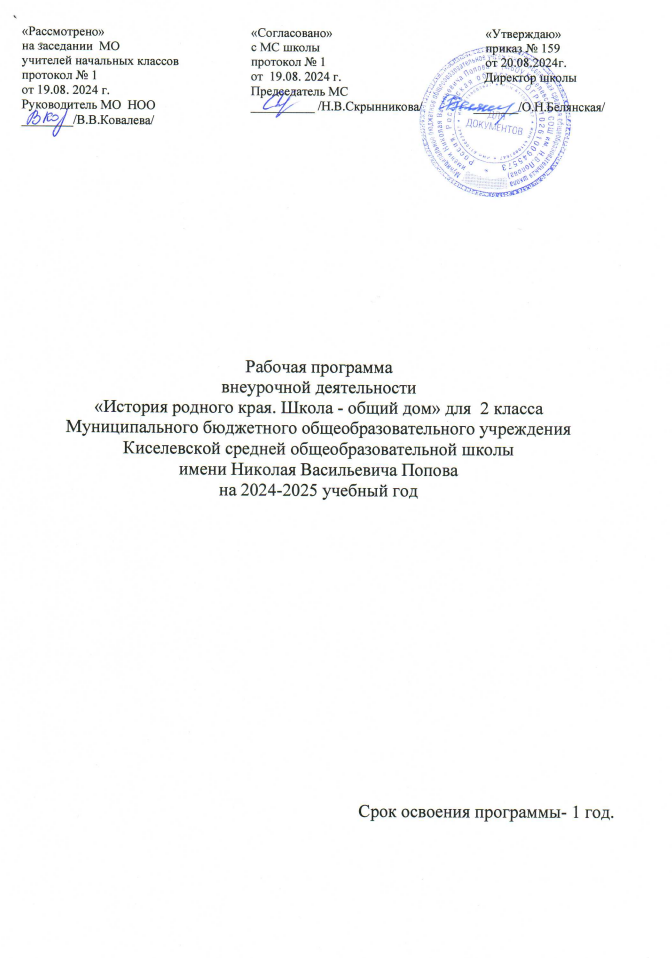 «Рассмотрено»
на заседании МО
учителей начальных классов
протокол № 1
от 19.08. 2024 г.
Руководитель МО НОО
________/В.В.Ковалева/
«Согласовано»
с МС школы
протокол № 1
от 19.08. 2024 г.
Председатель МС
__________ /Н.В.Скрынникова/
«Утверждаю»
приказ № 159
от 20.08.2024г.
Директор школы
_______/О.Н.Белянская/
ДЛЯ
ДОКУМЕНТОВ
Рабочая программа
внеурочной деятельности
«История родного края. Школа - общий дом» для 2 класса
Муниципального бюджетного общеобразовательного учреждения
Киселевской средней общеобразовательной школы
имени Николая Васильевича Попова
на 2024-2025 учебный год
Срок освоения программы- 1 год.